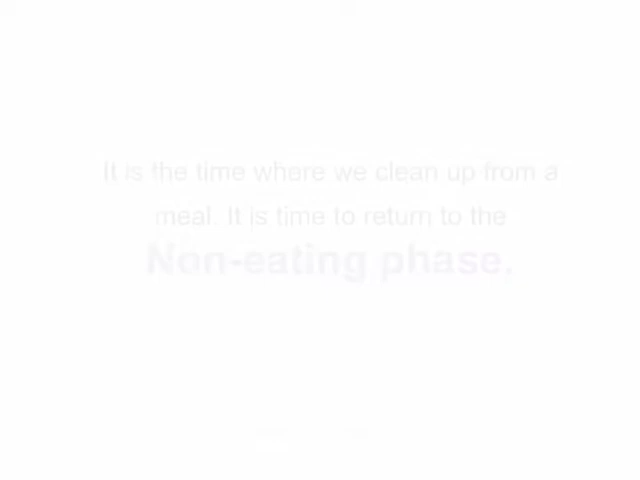 It is the time where we clean up from a
meal. It is time to return to the
Non-eating phase.